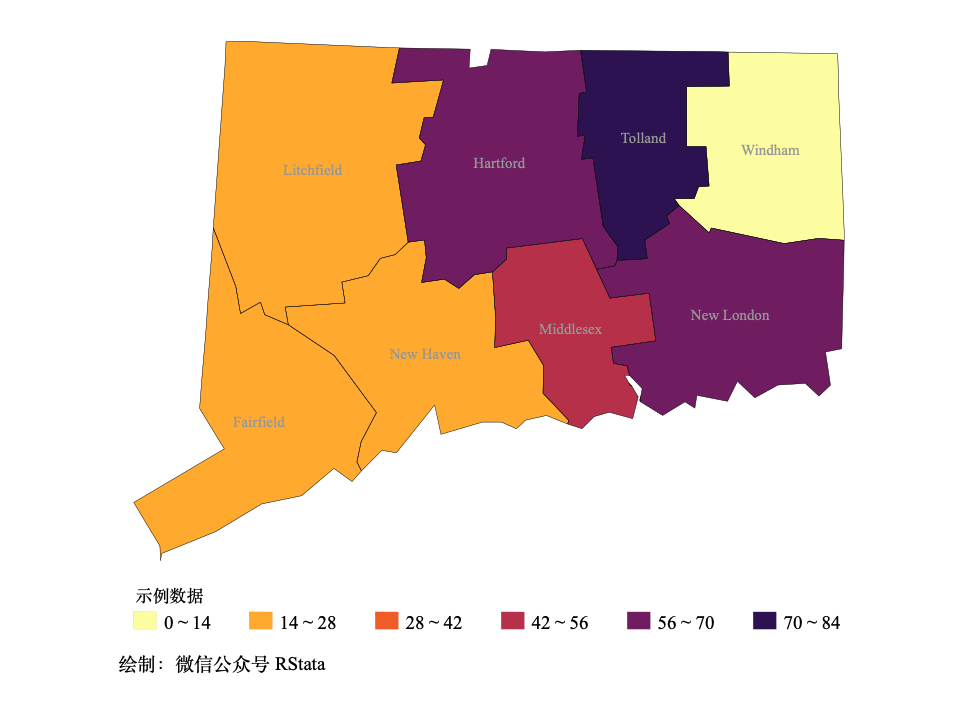 Tolland
Windham
Hartford
Litchfield
New London
Middlesex
New Haven
Fairfield
示例数据
0 ~ 14
14 ~ 28
28 ~ 42
42 ~ 56
56 ~ 70
70 ~ 84
绘制：微信公众号 RStata